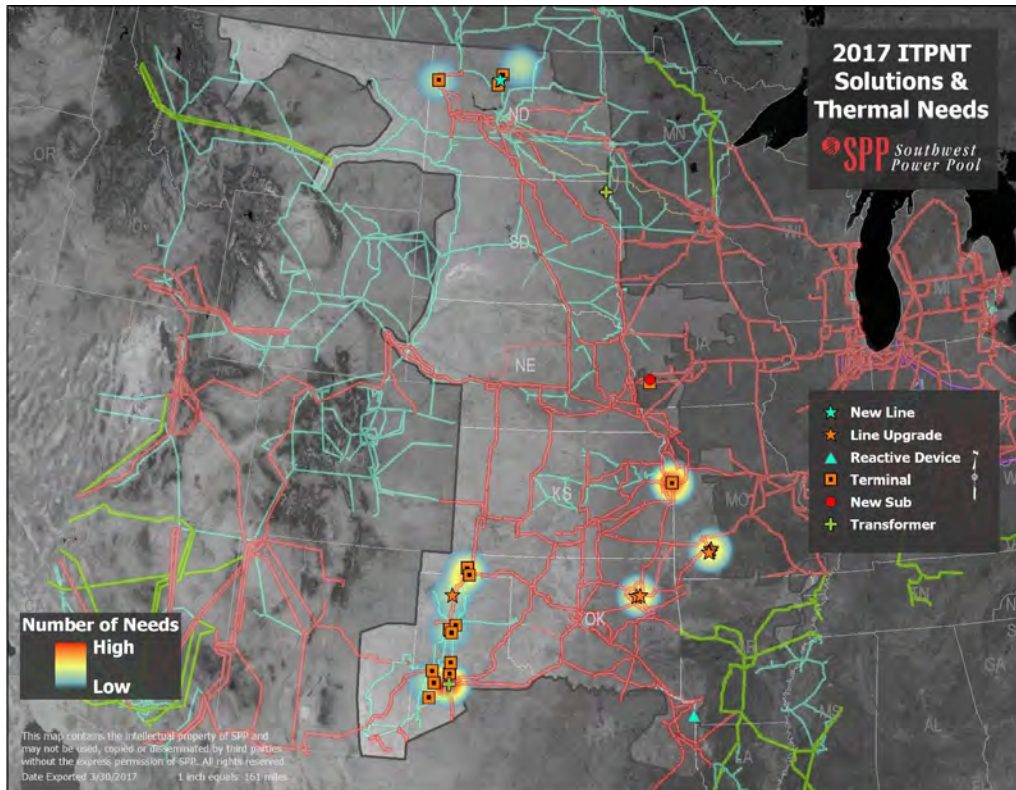 2017 ITPNT
Solutions &
Thermal Needs
SPP Southwest
Power Pool
OR
ID
ND
MN
SD
WI
MI
IA
NE
KS
MO
OK
AR
TN
MS
AL
GA
LA
New Line
Line Upgrade
Reactive Device
Terminal
New Sub
Transformer
Number of Needs
High
Low
This map contains the intellectual property of SPP and
may not be used, copied or disseminated by third parties
without the express permission of SPP. All rights reserved
Date Exported 3/30/2017 1 inch equals 161 miles